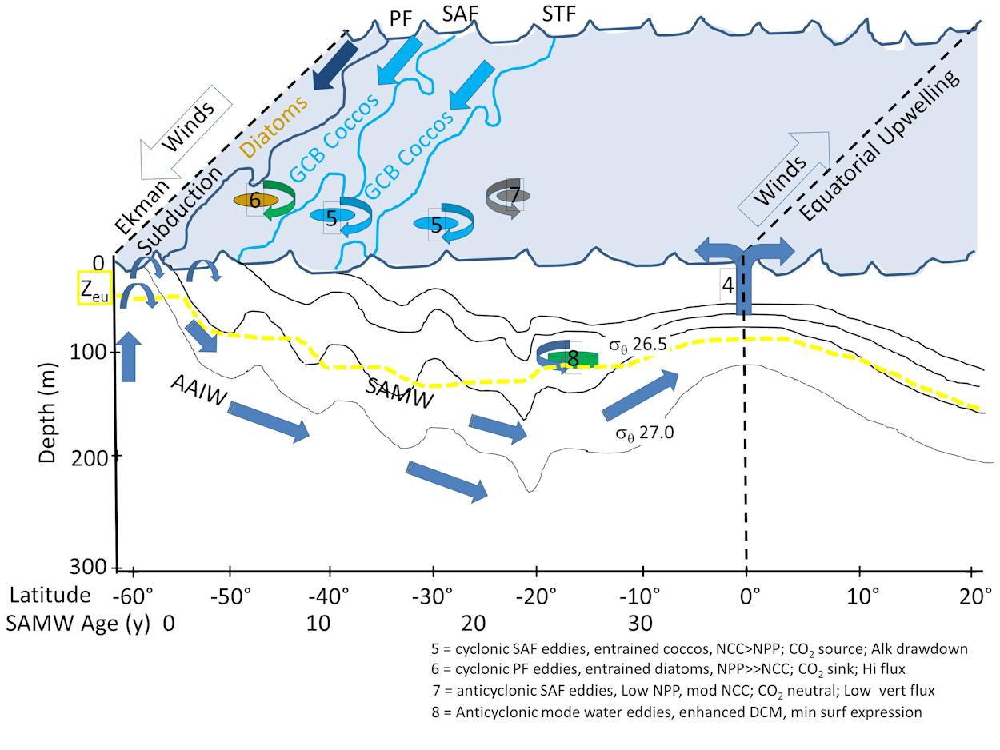 PF SAF STF
Winds
Diatoms
GCB Coccos
GCB Coccos
Ekman
Subduction
Winds
Equatorial Upwelling
6
5
5
7
0
Z_eu
4
100
8
σ_θ 26.5
AAIW
SAMW
σ_θ 27.0
Depth (m)
200
300
Latitude -60° -50° -40° -30° -20° -10° 0° 10° 20°
SAMW Age (y) 0 10 20 30
5 = cyclonic SAF eddies, entrained coccos, NCC>NPP; CO₂ source; Alk drawdown
6 = cyclonic PF eddies, entrained diatoms, NPP>>NCC; CO₂ sink; Hi flux
7 = anticyclonic SAF eddies, Low NPP, mod NCC; CO₂ neutral; Low vert flux
8 = Anticyclonic mode water eddies, enhanced DCM, min surf expression